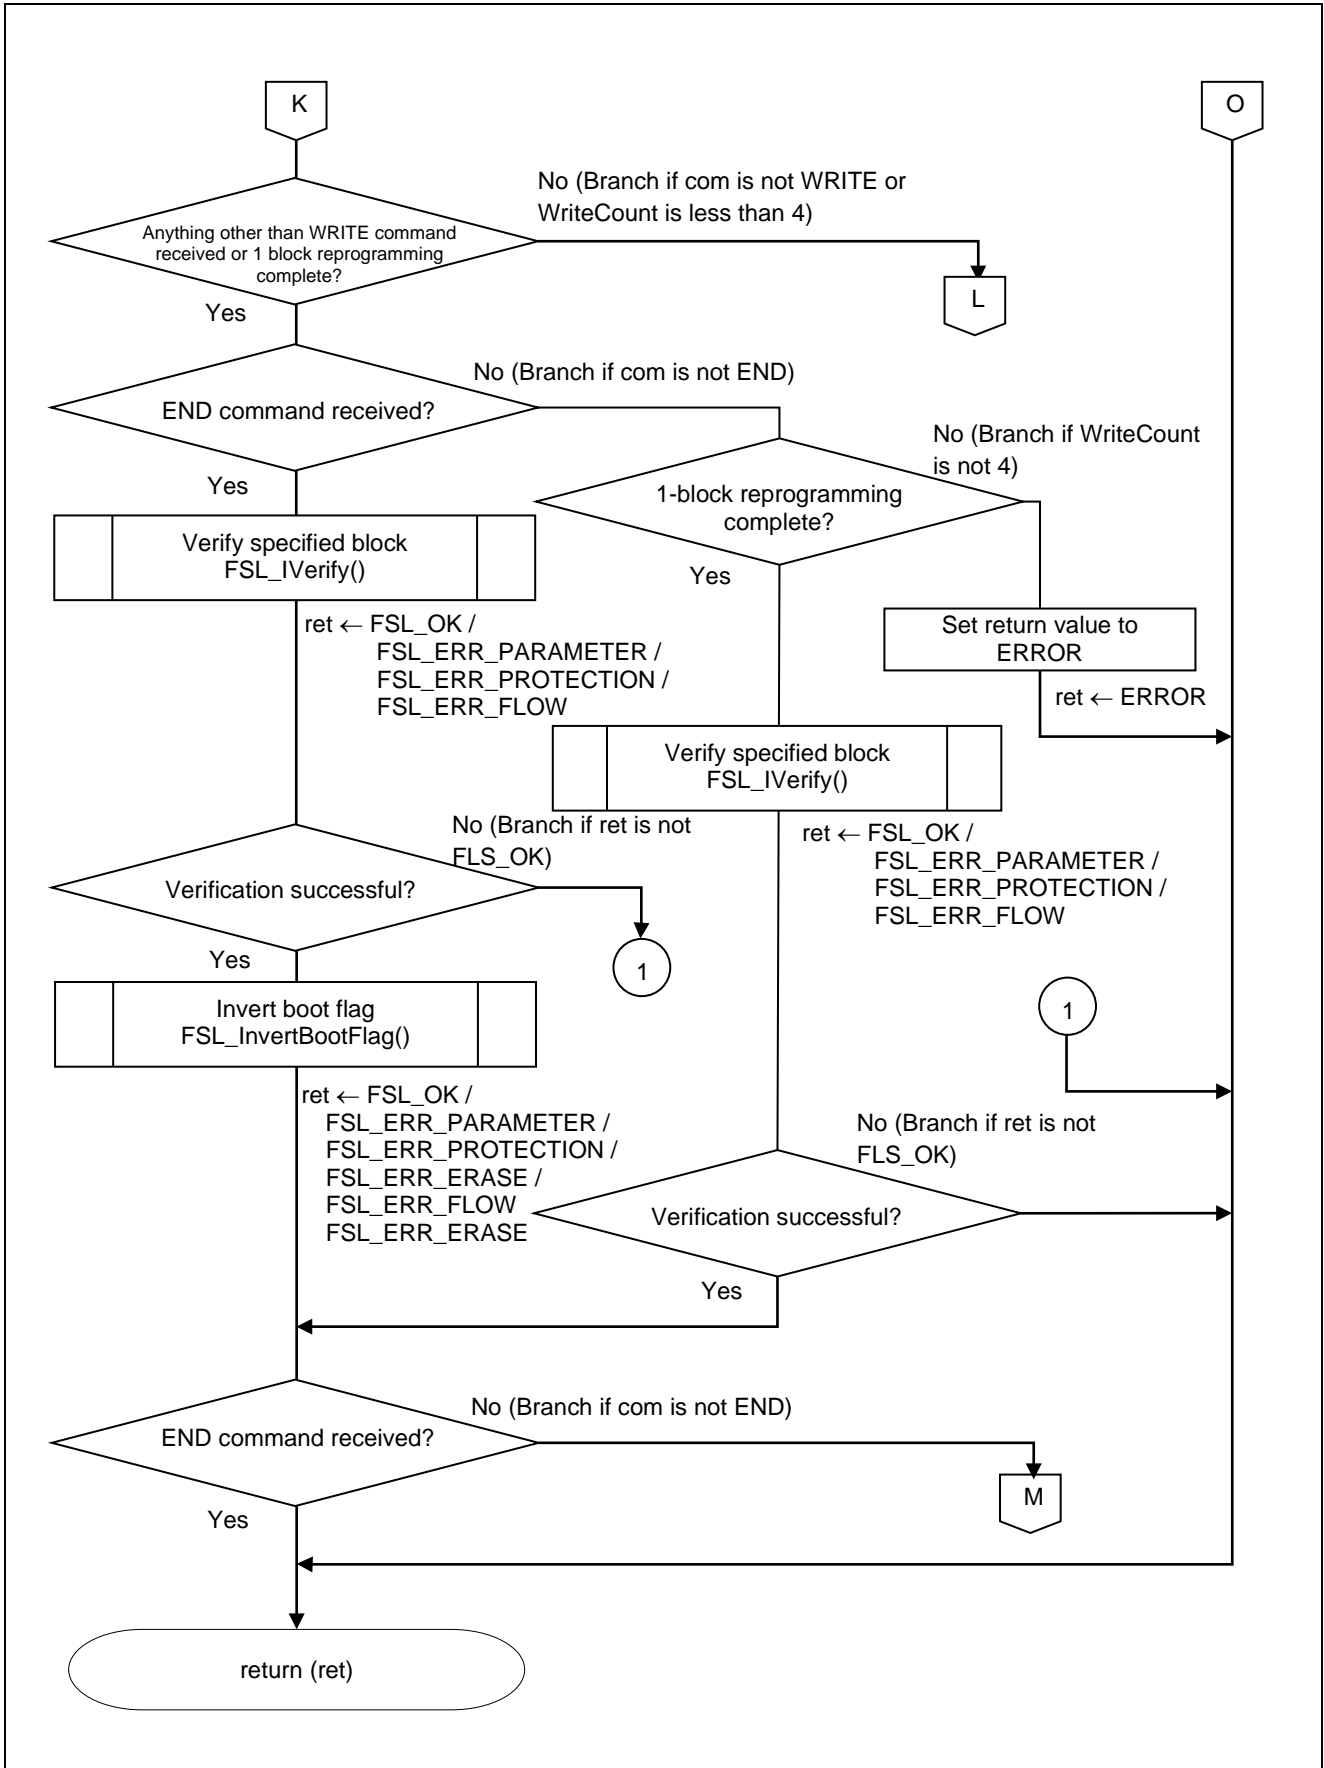 K
O
No (Branch if com is not WRITE or
WriteCount is less than 4)
Anything other than WRITE command
received or 1 block reprogramming
complete?
L
Yes
No (Branch if com is not END)
END command received?
No (Branch if WriteCount
is not 4)
Yes
1-block reprogramming
complete?
Verify specified block
FSL_IVerify()
Yes
ret ← FSL_OK /
FSL_ERR_PARAMETER /
FSL_ERR_PROTECTION /
FSL_ERR_FLOW
Set return value to
ERROR
ret ← ERROR
Verify specified block
FSL_IVerify()
No (Branch if ret is not
FLS_OK)
ret ← FSL_OK /
FSL_ERR_PARAMETER /
FSL_ERR_PROTECTION /
FSL_ERR_FLOW
Verification successful?
Yes
1
Invert boot flag
FSL_InvertBootFlag()
1
ret ← FSL_OK /
FSL_ERR_PARAMETER /
FSL_ERR_PROTECTION /
FSL_ERR_ERASE /
FSL_ERR_FLOW
FSL_ERR_ERASE
No (Branch if ret is not
FLS_OK)
Verification successful?
Yes
No (Branch if com is not END)
END command received?
M
Yes
return (ret)